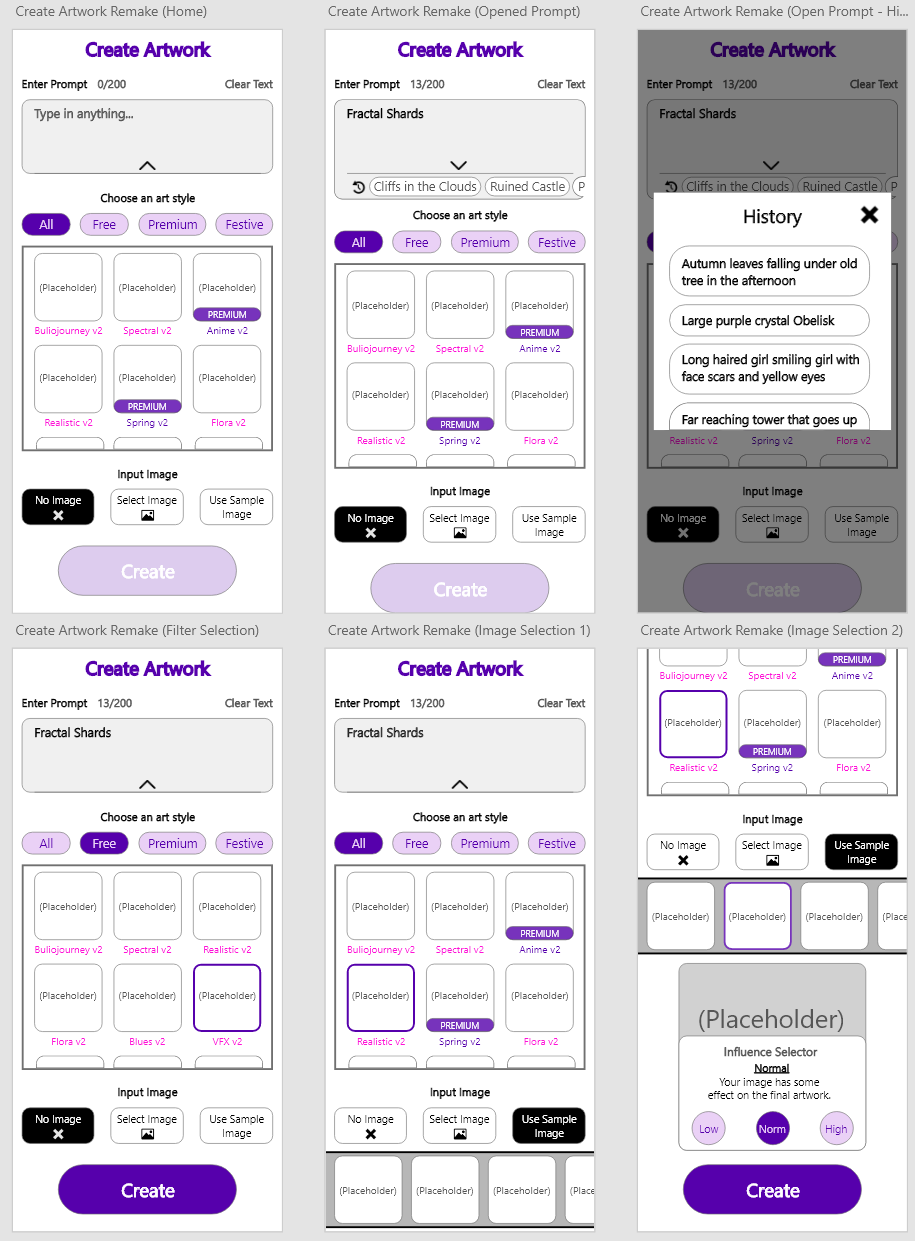 Create Artwork Remake (Home)
Create Artwork
Enter Prompt 0/200 Clear Text
Type in anything...
Choose an art style
All Free Premium Festive
(Placeholder) (Placeholder) (Placeholder)
PREMIUM
Buliojourney v2 Spectral v2 Anime v2
(Placeholder) (Placeholder) (Placeholder)
PREMIUM
Realistic v2 Spring v2 Flora v2
Input Image
No Image Select Image Use Sample
Image
Create
Create Artwork Remake (Opened Prompt)
Create Artwork
Enter Prompt 13/200 Clear Text
Fractal Shards
Cliffs in the Clouds Ruined Castle P
Choose an art style
All Free Premium Festive
(Placeholder) (Placeholder) (Placeholder)
PREMIUM
Buliojourney v2 Spectral v2 Anime v2
(Placeholder) (Placeholder) (Placeholder)
PREMIUM
Realistic v2 Spring v2 Flora v2
Input Image
No Image Select Image Use Sample
Image
Create
Create Artwork Remake (Open Prompt - Hi...
Create Artwork
Enter Prompt 13/200 Clear Text
Fractal Shards
Cliffs in the Clouds Ruined Castle P
History
Autumn leaves falling under old
tree in the afternoon
Large purple crystal Obelisk
Long haired girl smiling girl with
face scars and yellow eyes
Far reaching tower that goes up
Realistic v2 Spring v2 Flora v2
Input Image
No Image Select Image Use Sample
Image
Create
Create Artwork Remake (Filter Selection)
Create Artwork
Enter Prompt 13/200 Clear Text
Fractal Shards
Choose an art style
All Free Premium Festive
(Placeholder) (Placeholder) (Placeholder)
Buliojourney v2 Spectral v2 Realistic v2
(Placeholder) (Placeholder) (Placeholder)
Flora v2 Blues v2 VFX v2
Input Image
No Image Select Image Use Sample
Image
Create
Create Artwork Remake (Image Selection 1)
Create Artwork
Enter Prompt 13/200 Clear Text
Fractal Shards
Choose an art style
All Free Premium Festive
(Placeholder) (Placeholder) (Placeholder)
PREMIUM
Buliojourney v2 Spectral v2 Anime v2
(Placeholder) (Placeholder) (Placeholder)
PREMIUM
Realistic v2 Spring v2 Flora v2
Input Image
No Image Select Image Use Sample
Image
(Placeholder) (Placeholder) (Placeholder) (Place
Create Artwork Remake (Image Selection 2)
PREMIUM
Buliojourney v2 Spectral v2 Anime v2
(Placeholder) (Placeholder) (Placeholder)
PREMIUM
Realistic v2 Spring v2 Flora v2
Input Image
No Image Select Image Use Sample
Image
(Placeholder) (Placeholder) (Placeholder) (Place
(Placeholder)
Influence Selector
Normal
Your image has some
effect on the final artwork.
Low Norm High
Create